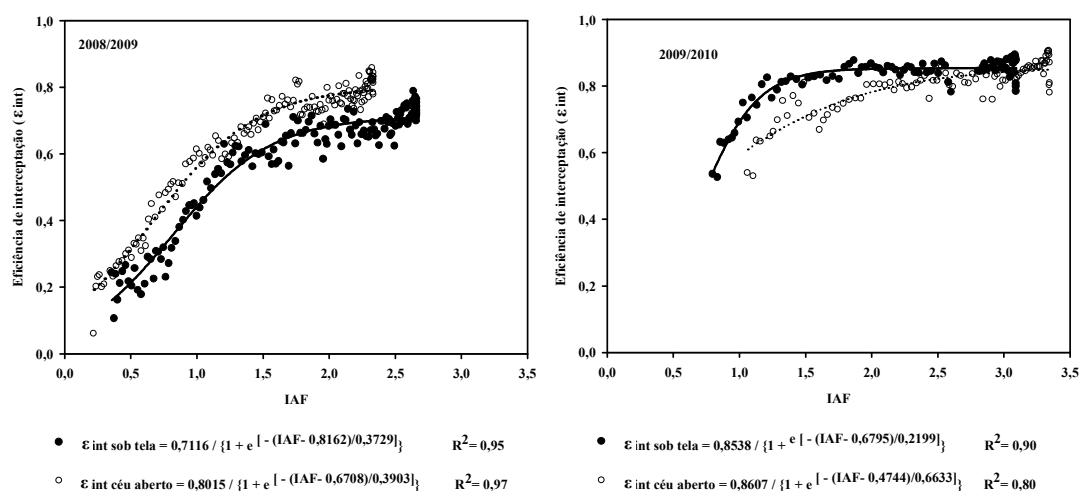 2008/2009
Eficiência de interceptação ( ε int)
1,0
0,8
0,6
0,4
0,2
0,0
0,0 0,5 1,0 1,5 2,0 2,5 3,0 3,5
IAF
ε int sob tela = 0,7116 / {1 + e [ - (IAF- 0,8162)/0,3729]} R2= 0,95
ε int céu aberto = 0,8015 / {1 + e [ - (IAF- 0,6708)/0,3903]} R2= 0,97
2009/2010
Eficiência de interceptação ( ε int)
1,0
0,8
0,6
0,4
0,2
0,0
0,0 0,5 1,0 1,5 2,0 2,5 3,0 3,5
IAF
ε int sob tela = 0,8538 / {1 + e [ - (IAF- 0,6795)/0,2199]} R2= 0,90
ε int céu aberto = 0,8607 / {1 + e [ - (IAF- 0,4744)/0,6633]} R2= 0,80